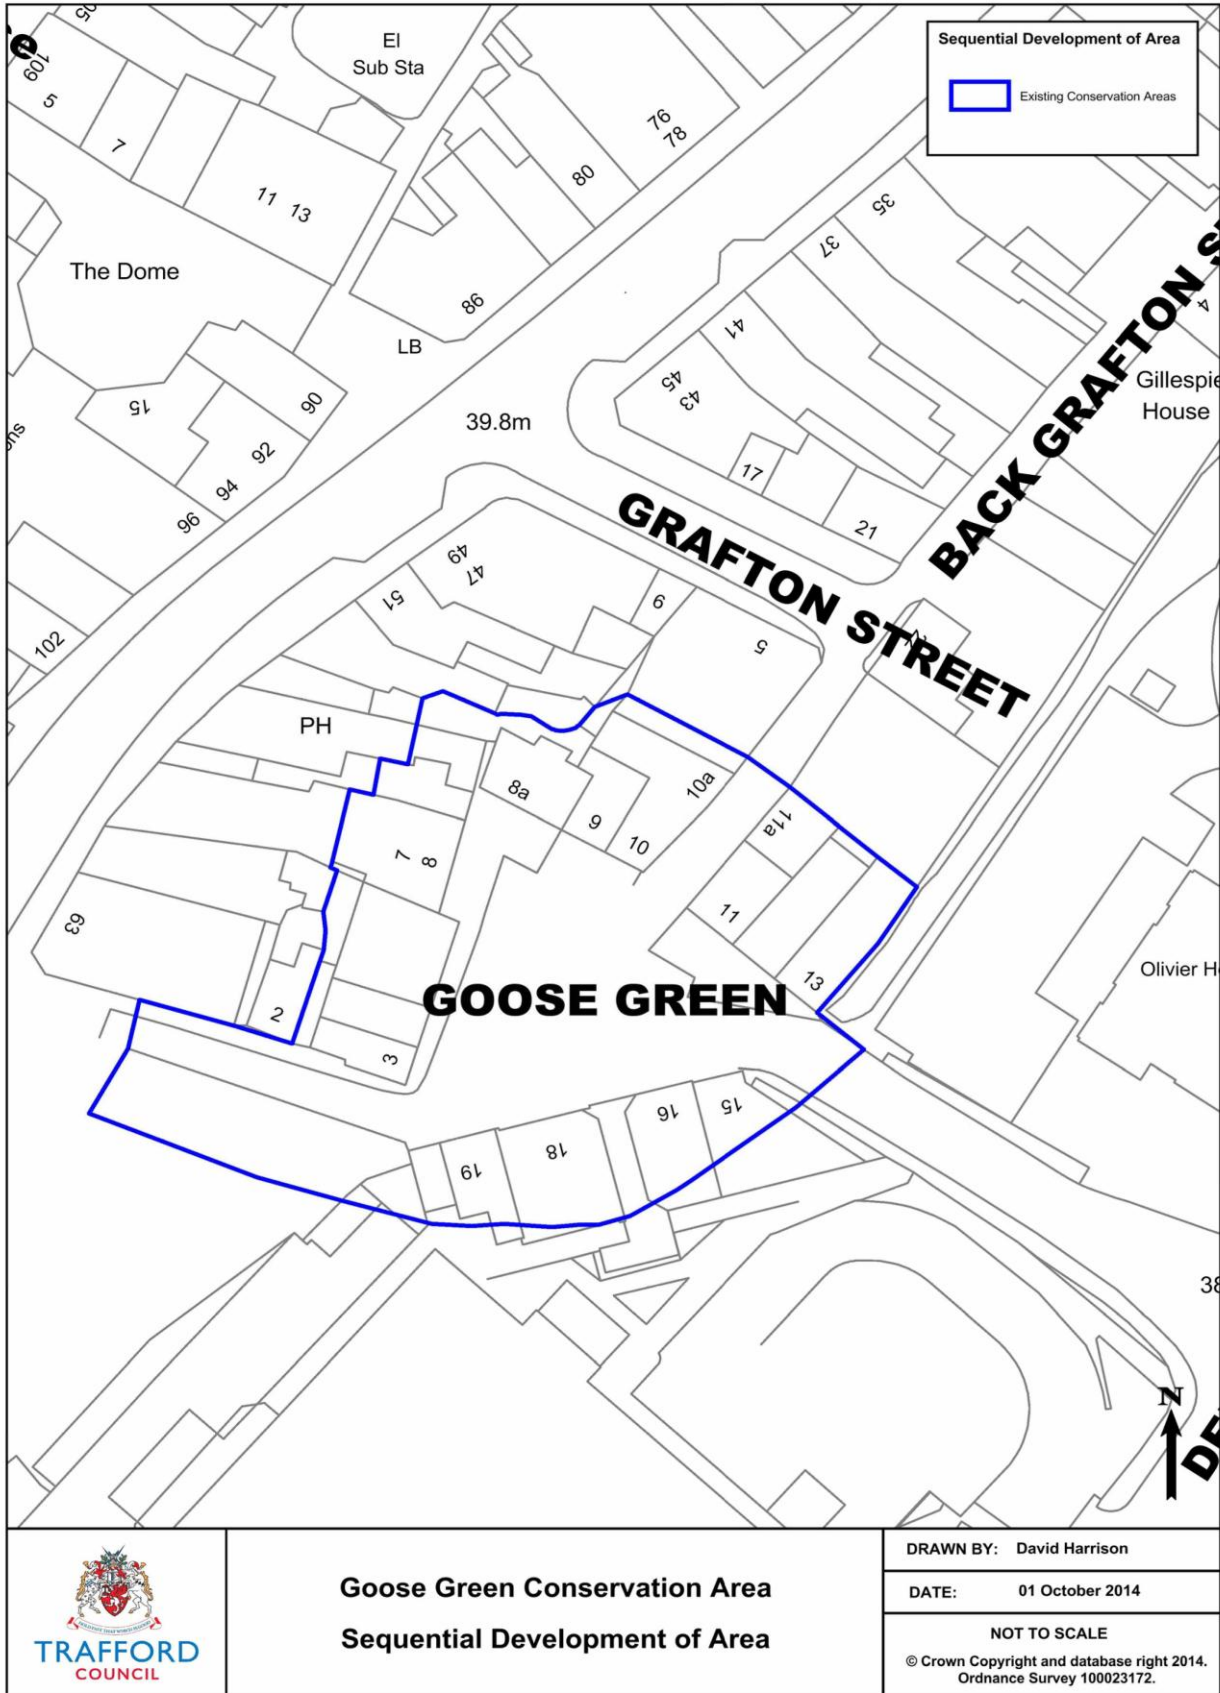 Sequential Development of Area
Existing Conservation Areas
El
Sub Sta
109
5
7
11 13
76
78
80
86
The Dome
LB
35
37
41
45
43
39.8m
15
90
92
94
96
102
17
21
GRAFTON STREET
BACK GRAFTON
4
Gillespie
House
49
47
51
9
5
PH
8a
9
10
10a
11a
7
8
11
13
63
2
3
GOOSE GREEN
Olivier
16
15
18
19
38
N
Goose Green Conservation Area
Sequential Development of Area
TRAFFORD
COUNCIL
DRAWN BY: David Harrison
DATE: 01 October 2014
NOT TO SCALE
© Crown Copyright and database right 2014.
Ordnance Survey 100023172.